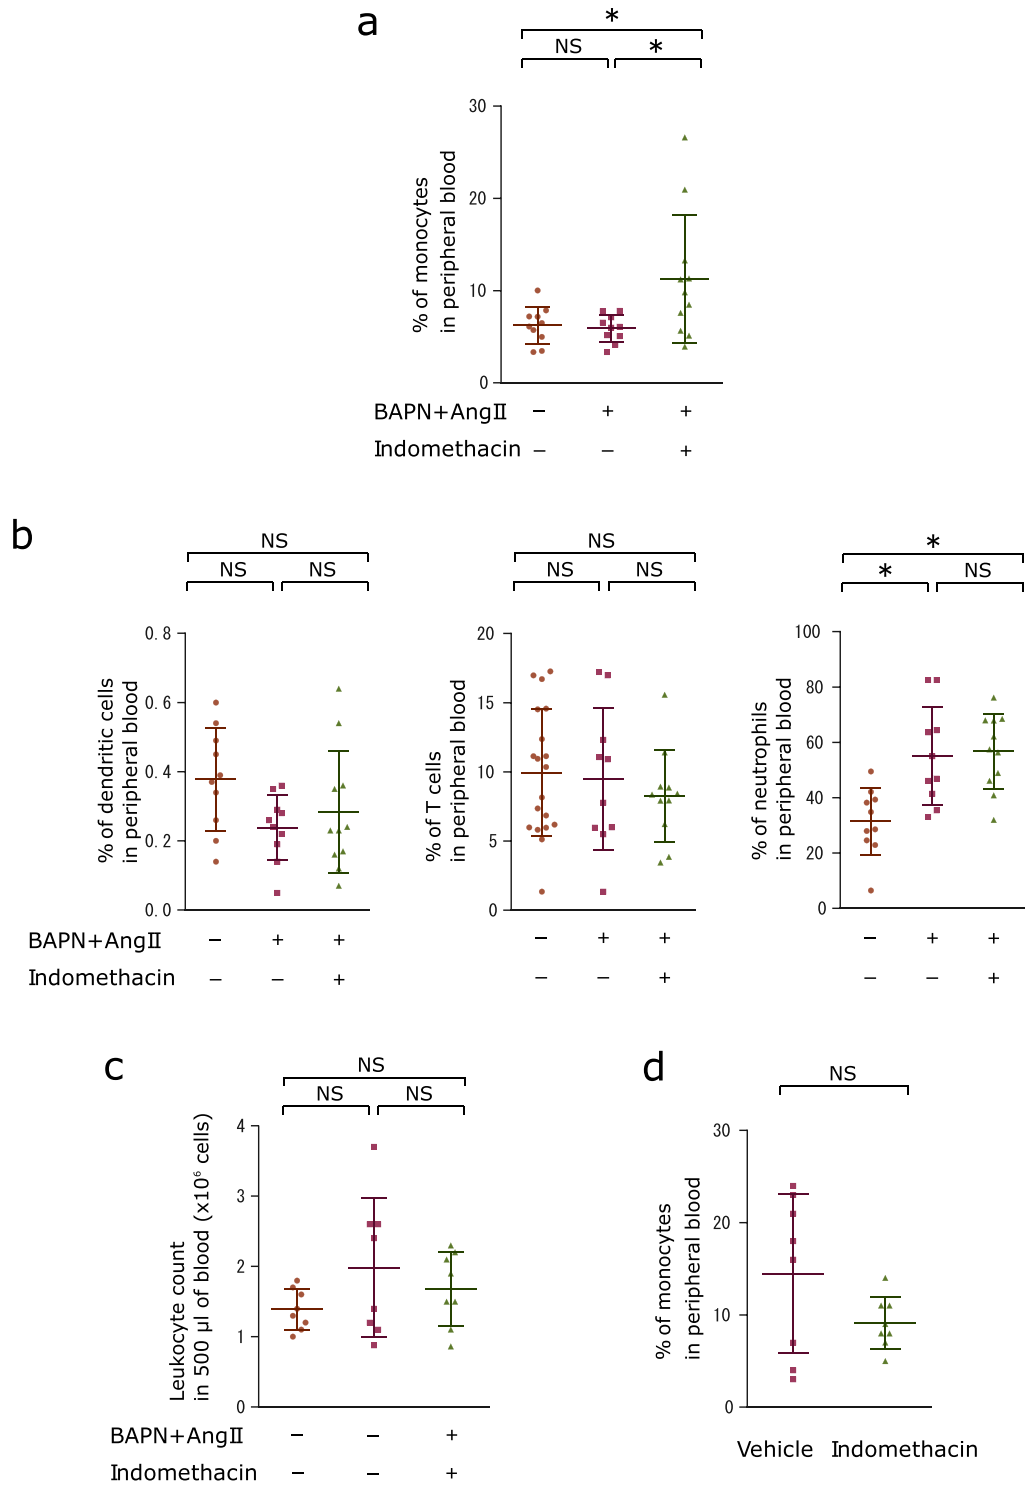 a
*
NS *
30
20
10
0
% of monocytes
in peripheral blood
BAPN+AngⅡ − + +
Indomethacin − − +
b
NS
NS NS
0.8
0.6
0.4
0.2
0.0
% of dendritic cells
in peripheral blood
BAPN+AngⅡ − + +
Indomethacin − − +
NS
NS NS
20
15
10
5
0
% of T cells
in peripheral blood
− + +
− − +
*
* NS
100
80
60
40
20
0
% of neutrophils
in peripheral blood
− + +
− − +
c
NS
NS NS
4
3
2
1
0
Leukocyte count
in 500 µl of blood (x10⁶ cells)
BAPN+AngⅡ − − +
Indomethacin − − +
d
NS
30
20
10
0
% of monocytes
in peripheral blood
Vehicle Indomethacin